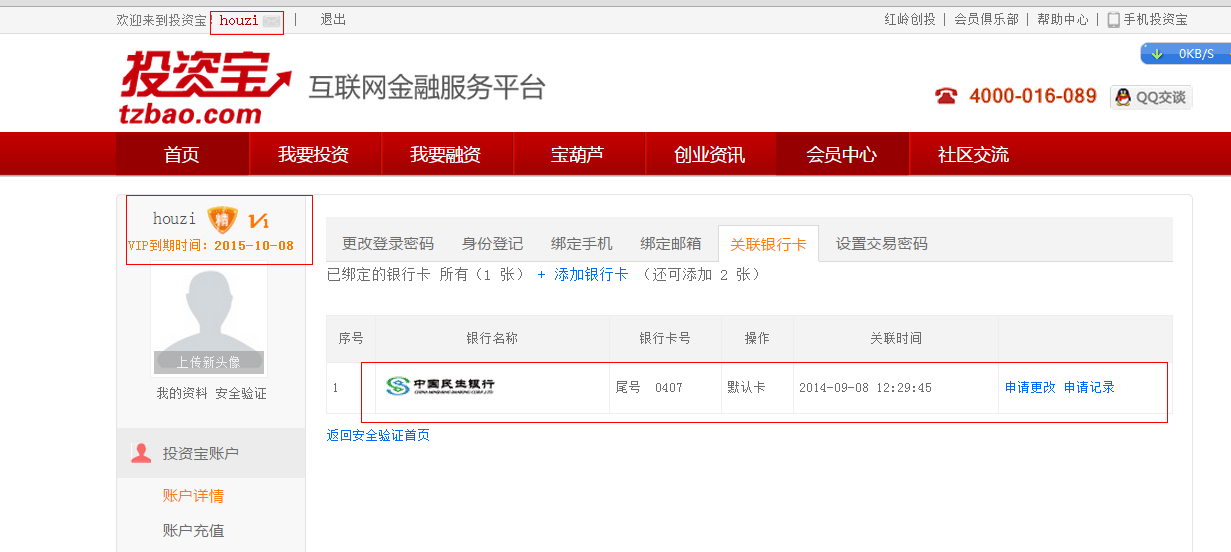 欢迎来到投资宝 houzi | 退出 红岭创投 | 会员俱乐部 | 帮助中心 | 手机投资宝
0KB/S
投资宝
tzbao.com
互联网金融服务平台
4000-016-089 QQ交谈
首页 我要投资 我要融资 宝葫芦 创业资讯 会员中心 社区交流
houzi 精 V1
VIP到期时间：2015-10-08
上传新头像
我的资料 安全验证
投资宝账户
账户详情
账户充值
更改登录密码 身份登记 绑定手机 绑定邮箱 关联银行卡 设置交易密码
已绑定的银行卡 所有（1 张） + 添加银行卡 （还可添加 2 张）
序号 银行名称 银行卡号 操作 关联时间
1 中国民生银行 尾号 0407 默认卡 2014-09-08 12:29:45 申请更改 申请记录
CHINA MINSHENG BANKING CORP.,LTD
返回安全验证首页